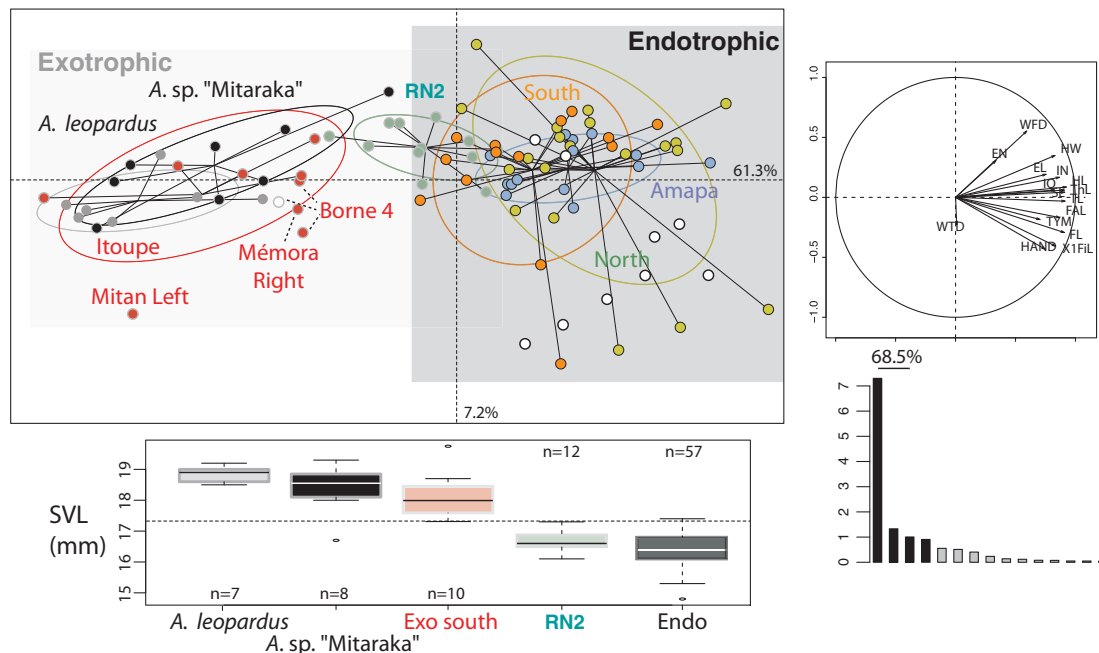 Exotrophic
Endotrophic
A. sp. "Mitaraka"
RN2
A. leopardus
South
61.3%
Amapa
Borne 4
Itoupe
Mémora
Right
North
Mitan Left
7.2%
1.0
0.5
0.0
−0.5
−1.0
WFD
EN
HW
EL
IN
HL
IO
TL
FAL
TYM
WTD
FL
HAND
X1FiL
68.5%
7
6
5
4
3
2
1
0
SVL
(mm)
19
18
17
16
15
n=12
n=57
n=7
n=8
n=10
A. leopardus
A. sp. "Mitaraka"
Exo south
RN2
Endo